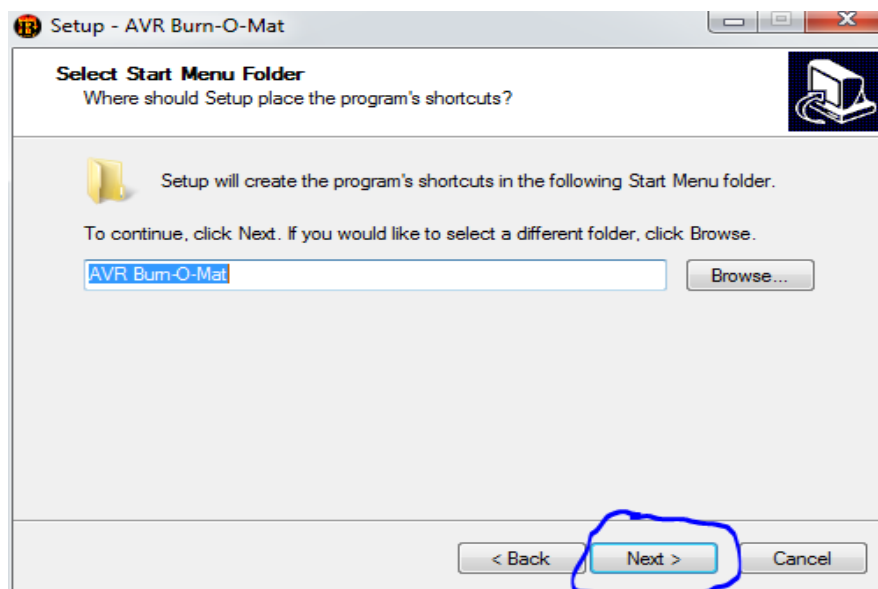 Setup - AVR Burn-O-Mat
Select Start Menu Folder
Where should Setup place the program's shortcuts?
Setup will create the program's shortcuts in the following Start Menu folder.
To continue, click Next. If you would like to select a different folder, click Browse.
AVR Burn-O-Mat
Browse...
< Back
Next >
Cancel